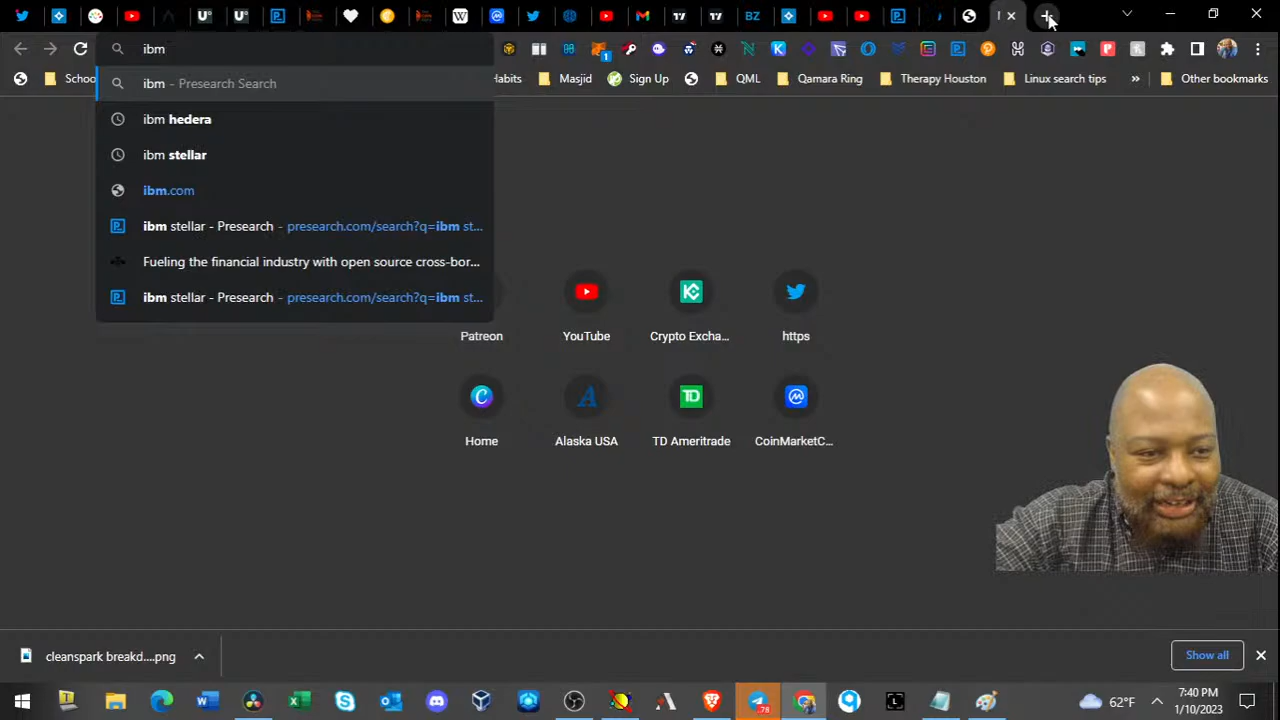 ibm
Schoo
Habits
Masjid
Sign Up
QML
Qamara Ring
Therapy Houston
Linux search tips
»
Other bookmarks
ibm - Presearch Search
ibm hedera
ibm stellar
ibm.com
ibm stellar - Presearch - presearch.com/search?q=ibm st...
Fueling the financial industry with open source cross-bor...
ibm stellar - Presearch - presearch.com/search?q=ibm st...
Patreon
YouTube
Crypto Excha...
https
Home
Alaska USA
TD Ameritrade
CoinMarketC...
cleanspark breakd....png
Show all
62°F
7:40 PM
1/10/2023